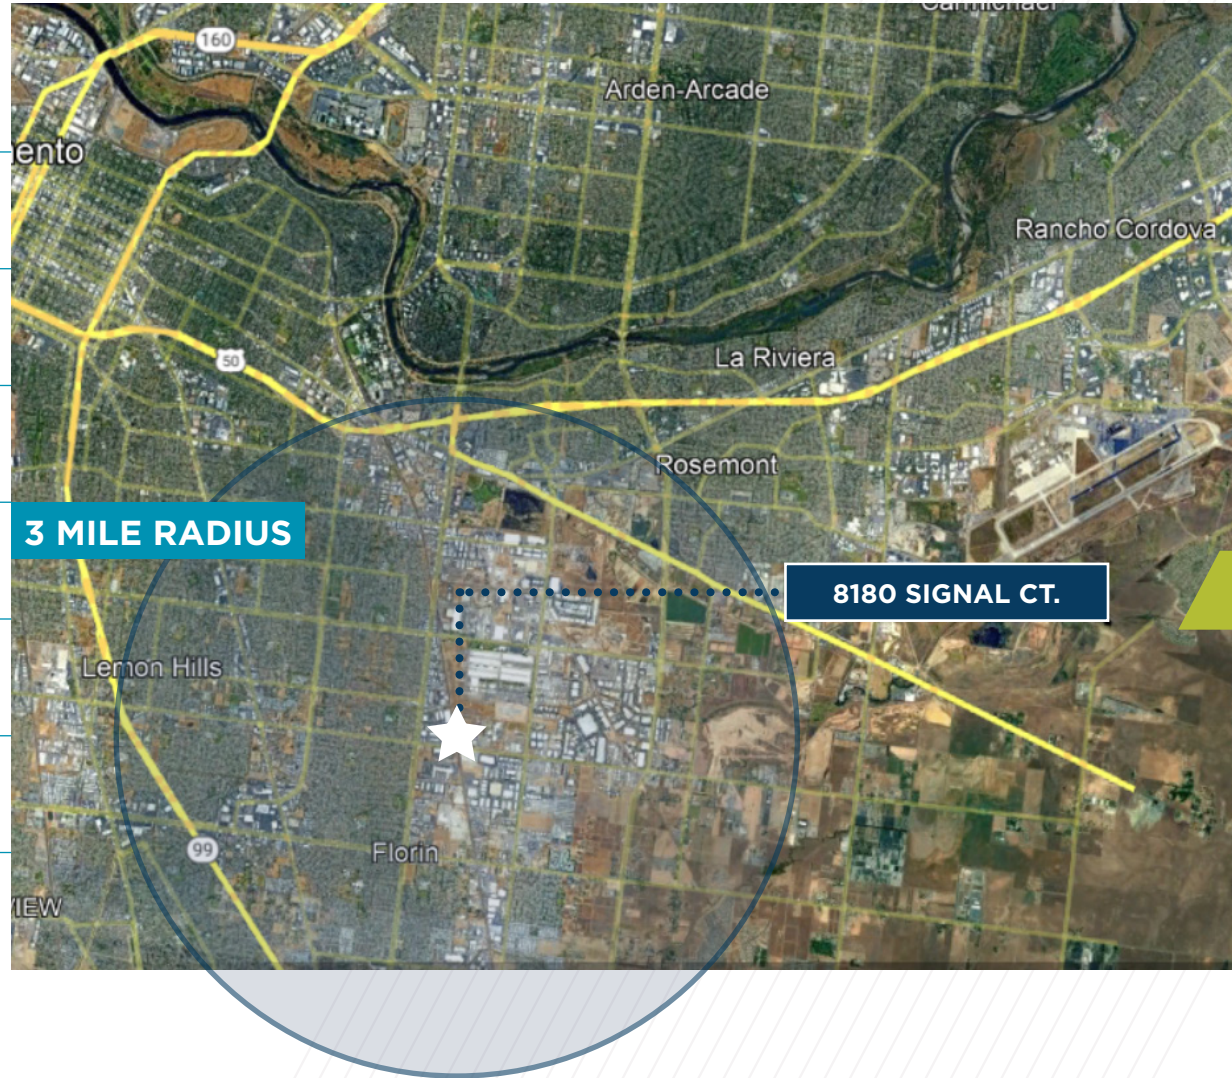 Carmichael
160
Arden-Arcade
ento
Rancho Cordova
50
La Riviera
Rosemont
3 MILE RADIUS
8180 SIGNAL CT.
Lemon Hills
99
Florin
IEW